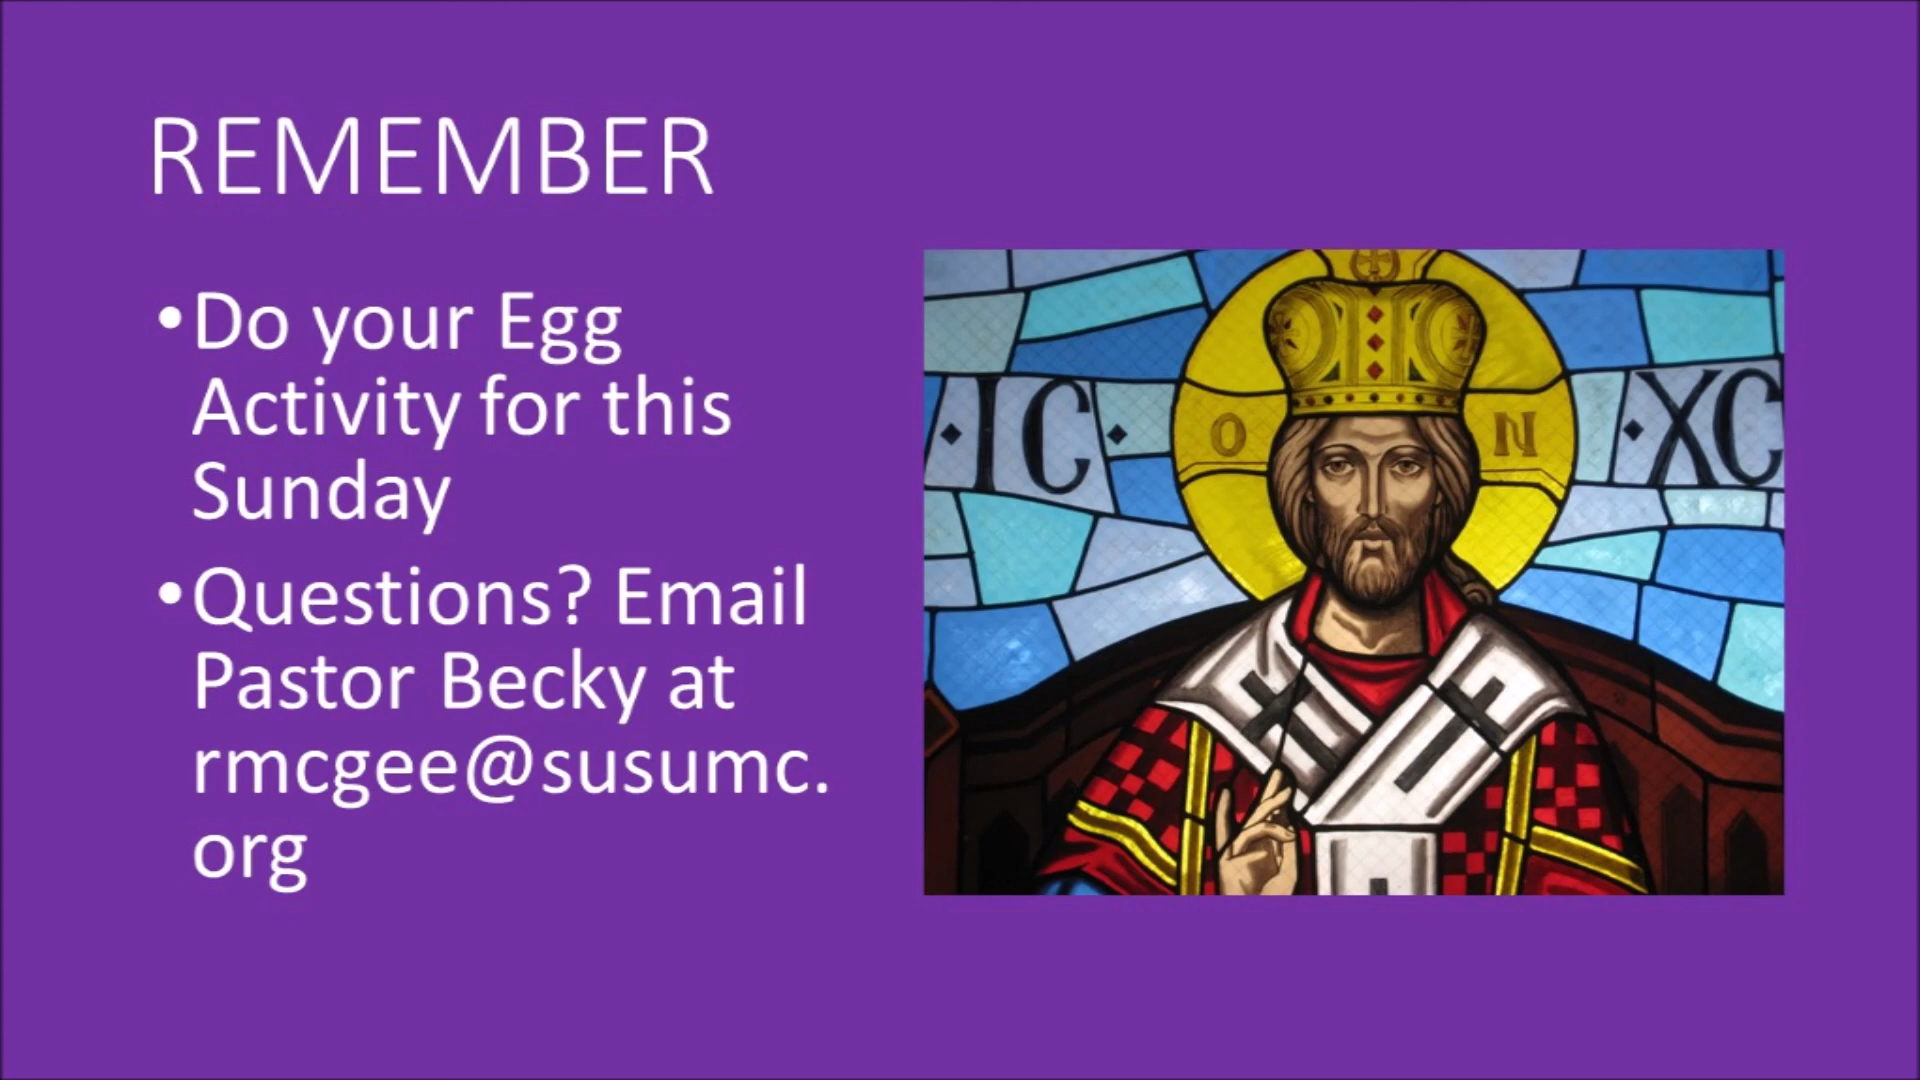 REMEMBER
•Do your Egg
Activity for this
Sunday
•Questions? Email
Pastor Becky at
rmcgee@susumc.
org
·IC·
O
N
·XC